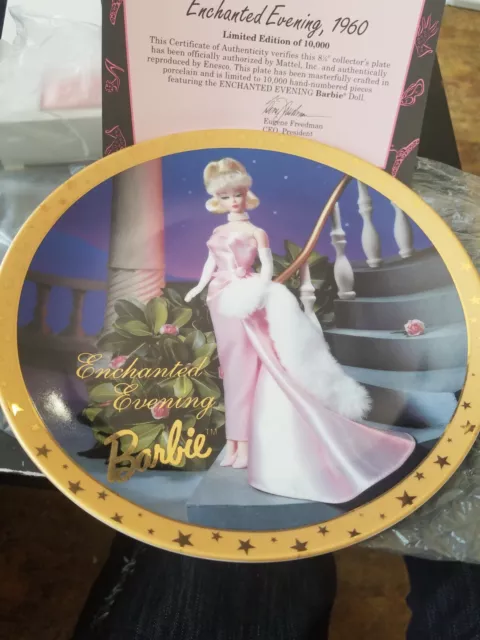 Enchanted Evening, 1960
Limited Edition of 10,000
This Certificate of Authenticity verifies this 8½" collector's plate
has been officially authorized by Mattel, Inc. and authentically
reproduced by Enesco. This plate has been masterfully crafted in
porcelain and is limited to 10,000 hand-numbered pieces
featuring the ENCHANTED EVENING Barbie® Doll.
Eugene Freedman
CEO, President
Enchanted
Evening
Barbie™